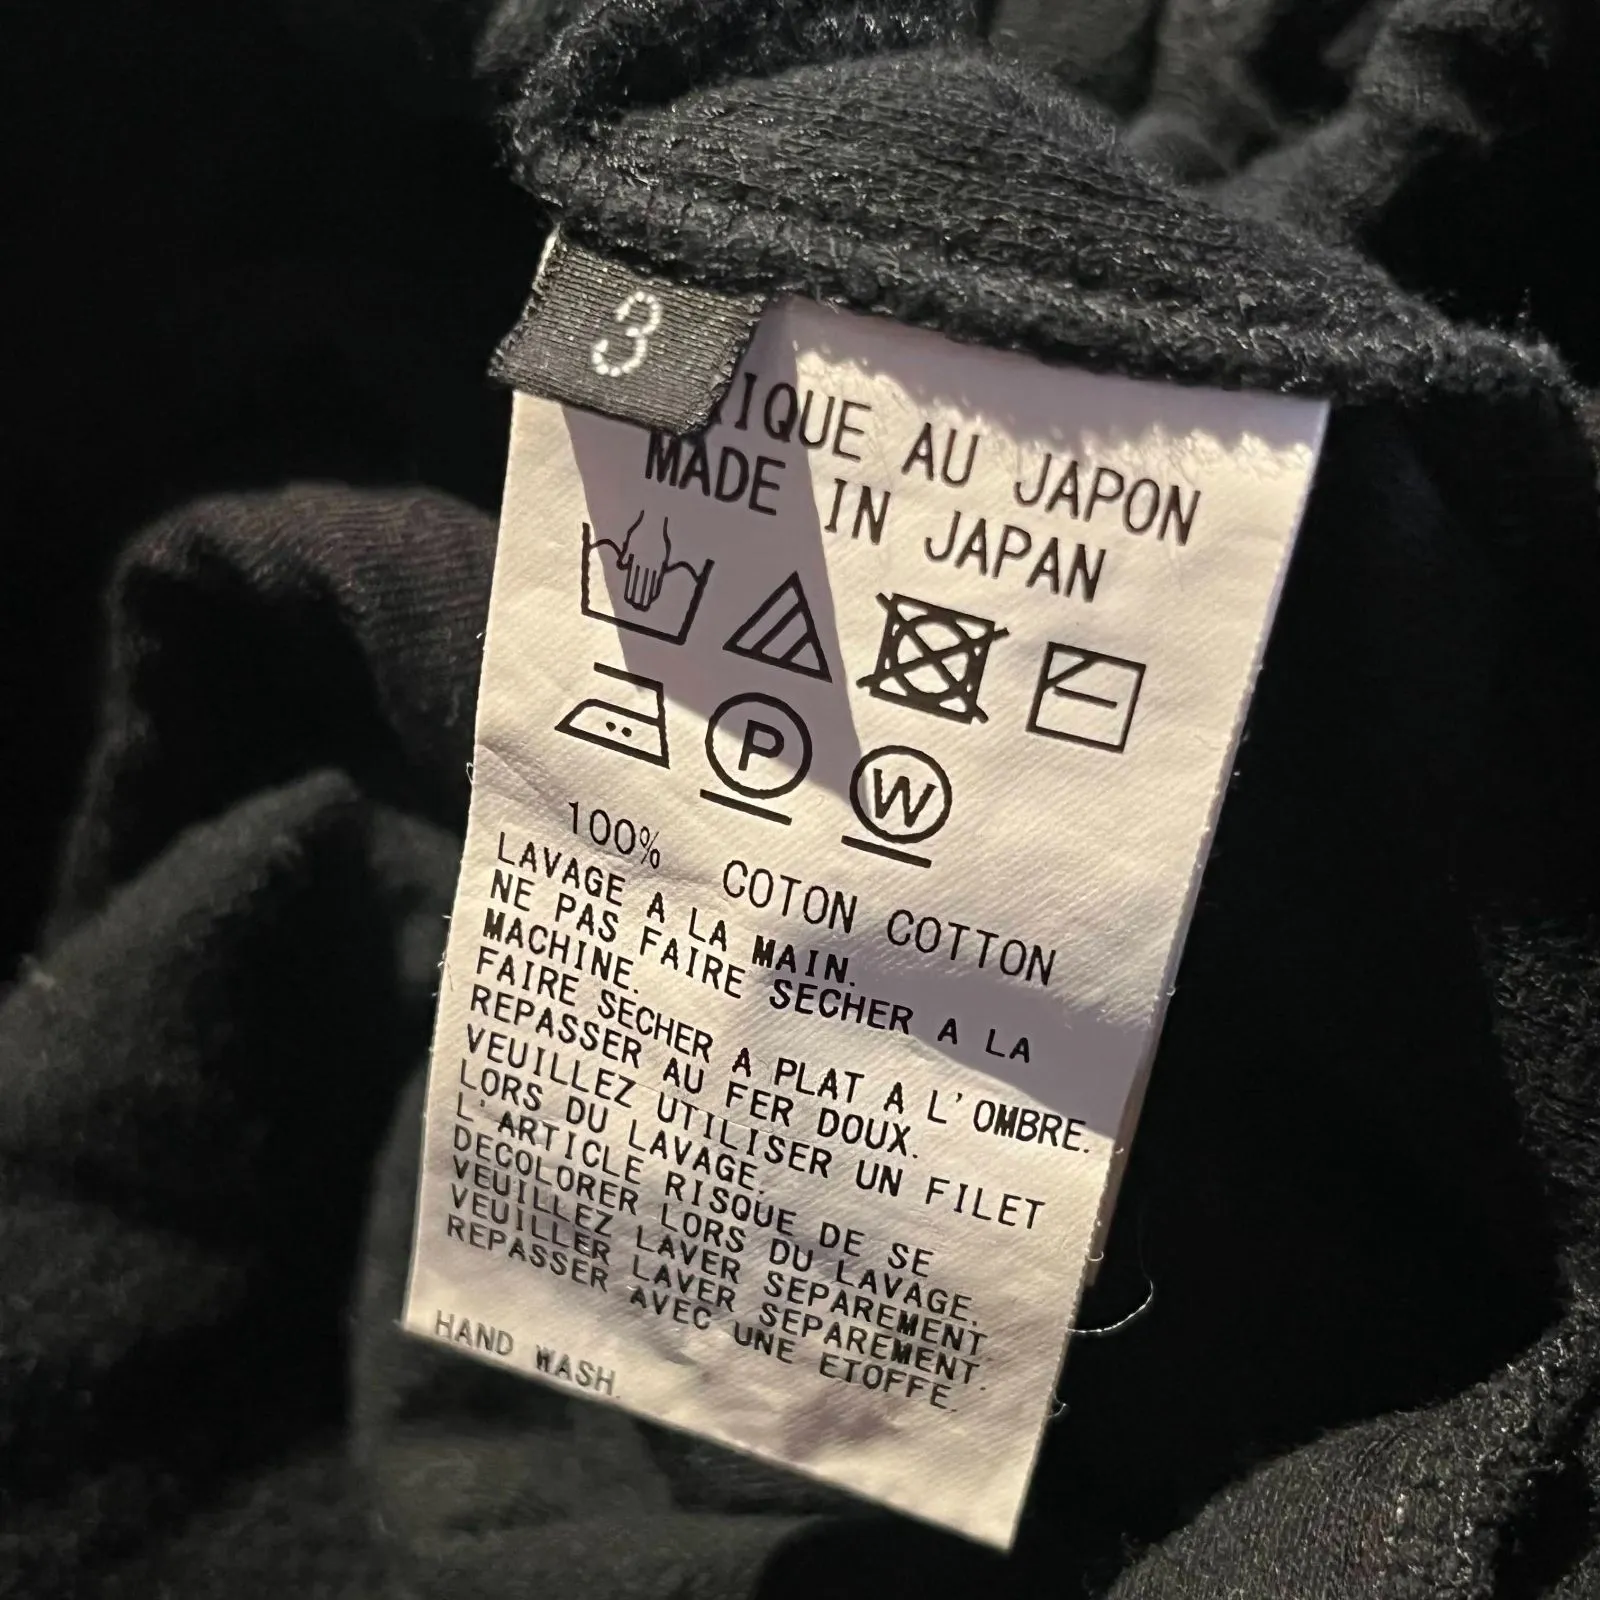 3
IQUE AU JAPON
MADE IN JAPAN
P
W
100% COTON COTTON
LAVAGE A LA MAIN.
NE PAS FAIRE SECHER A LA
MACHINE.
FAIRE SECHER A PLAT A L'OMBRE.
REPASSER AU FER DOUX.
VEUILLEZ UTILISER UN FILET
LORS DU LAVAGE.
L'ARTICLE RISQUE DE SE
DECOLORER LORS DU LAVAGE.
VEUILLEZ LAVER SEPAREMENT.
VEUILLER LAVER SEPAREMENT.
REPASSER AVEC UNE ETOFFE.
HAND WASH.